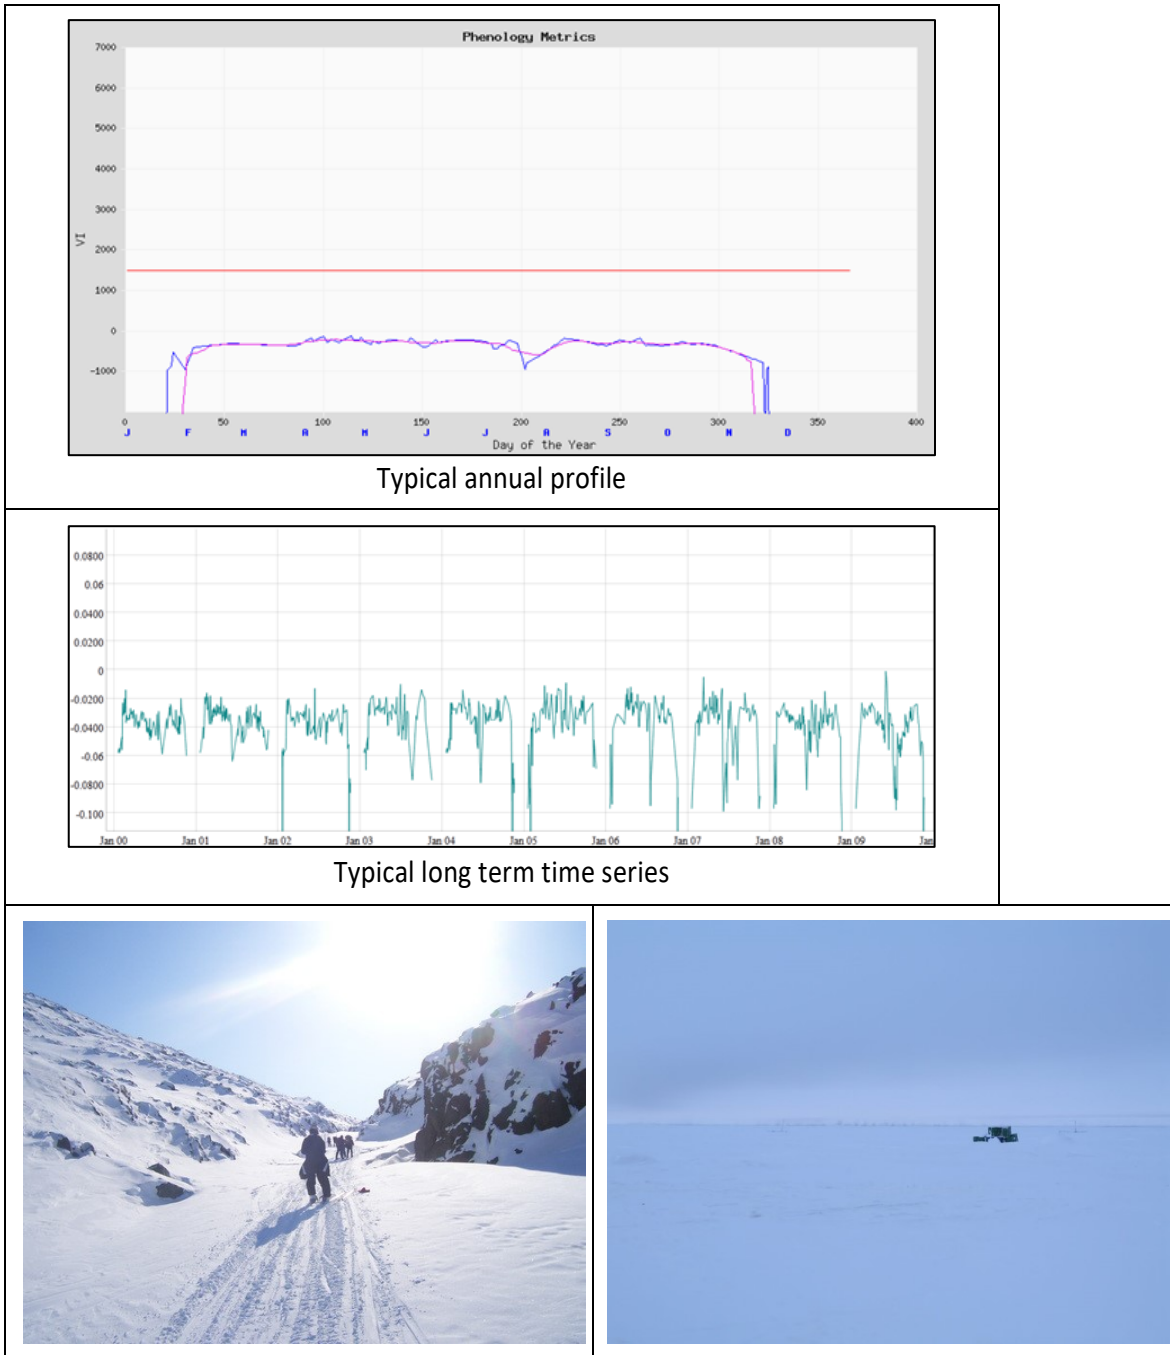 Phenology Metrics
7000
6000
5000
4000
3000
2000
1000
0
-1000
VI
0 50 100 150 200 250 300 350 400
J F M A M J J A S O N D
Day of the Year
Typical annual profile
0.0800
0.06
0.0400
0.0200
0
-0.0200
-0.0400
-0.06
-0.0800
-0.100
Jan 00 Jan 01 Jan 02 Jan 03 Jan 04 Jan 05 Jan 06 Jan 07 Jan 08 Jan 09 Jan
Typical long term time series